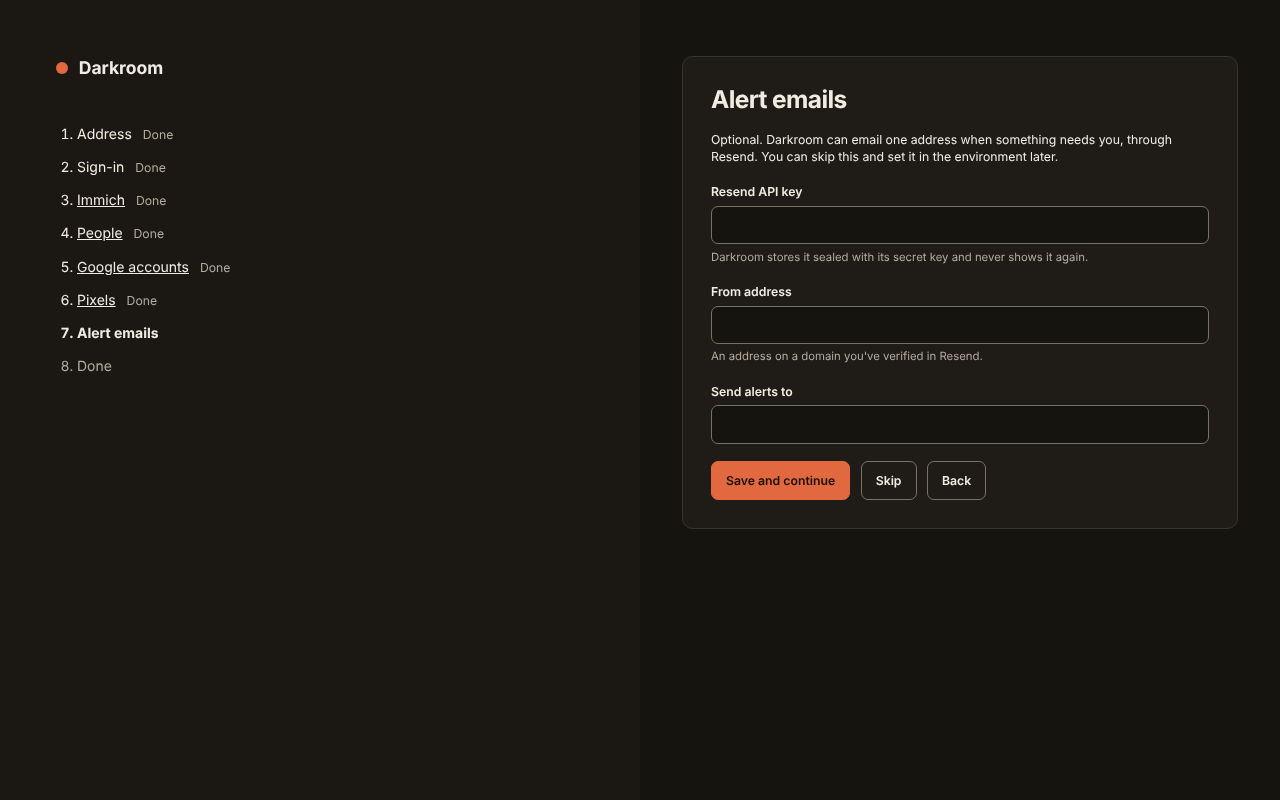 Darkroom
1. Address Done
2. Sign-in Done
3. Immich Done
4. People Done
5. Google accounts Done
6. Pixels Done
7. Alert emails
8. Done
Alert emails
Optional. Darkroom can email one address when something needs you, through
Resend. You can skip this and set it in the environment later.
Resend API key
Darkroom stores it sealed with its secret key and never shows it again.
From address
An address on a domain you've verified in Resend.
Send alerts to
Save and continue Skip Back